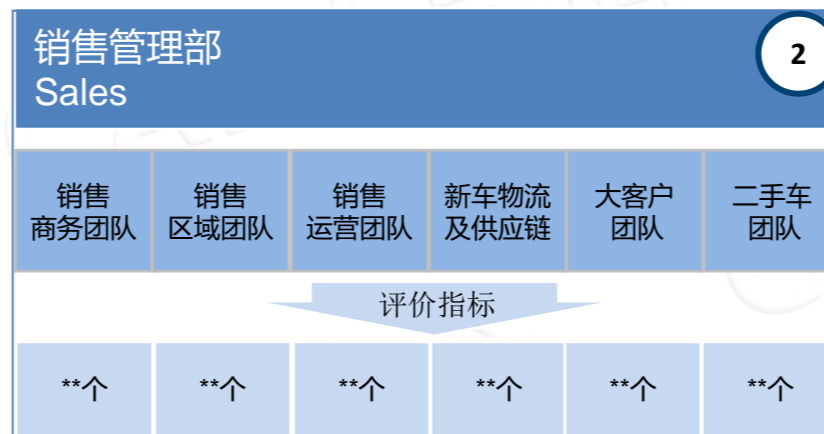 销售管理部
Sales
2
销售
商务团队
销售
区域团队
销售
运营团队
新车物流
及供应链
大客户
团队
二手车
团队
评价指标
**个
**个
**个
**个
**个
**个